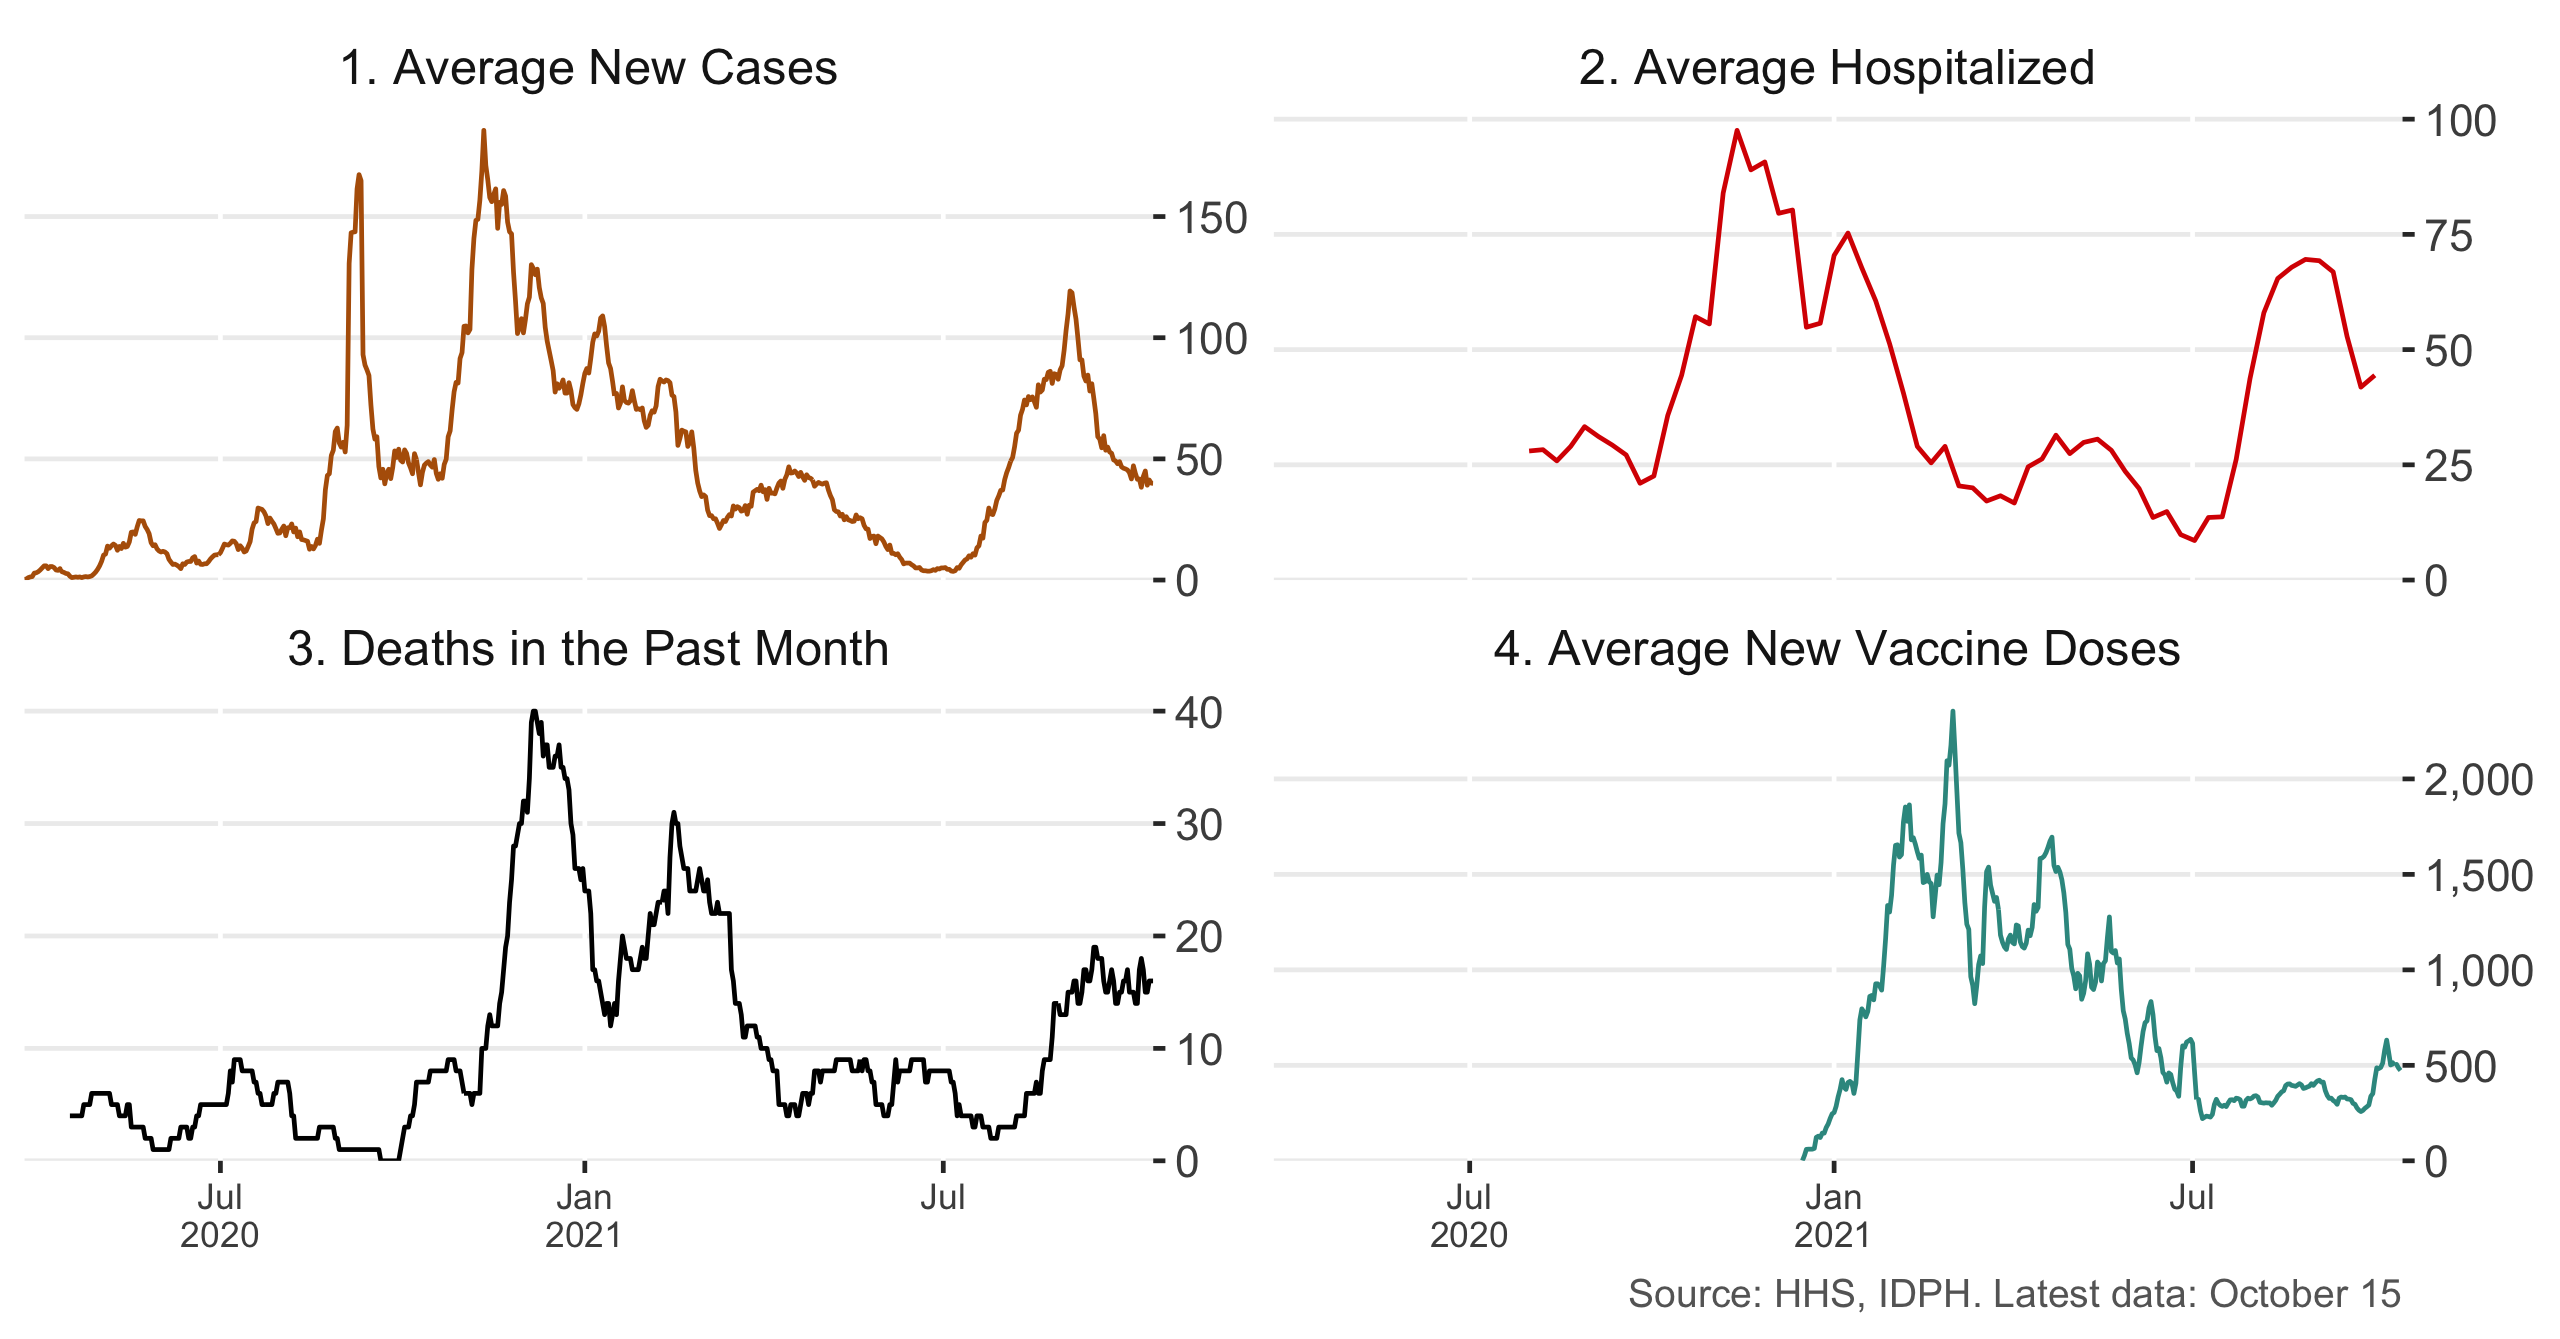 1. Average New Cases
150
100
50
0
2. Average Hospitalized
100
75
50
25
0
3. Deaths in the Past Month
40
30
20
10
0
Jul
2020
Jan
2021
Jul
4. Average New Vaccine Doses
2,000
1,500
1,000
500
0
Jul
2020
Jan
2021
Jul
Source: HHS, IDPH. Latest data: October 15